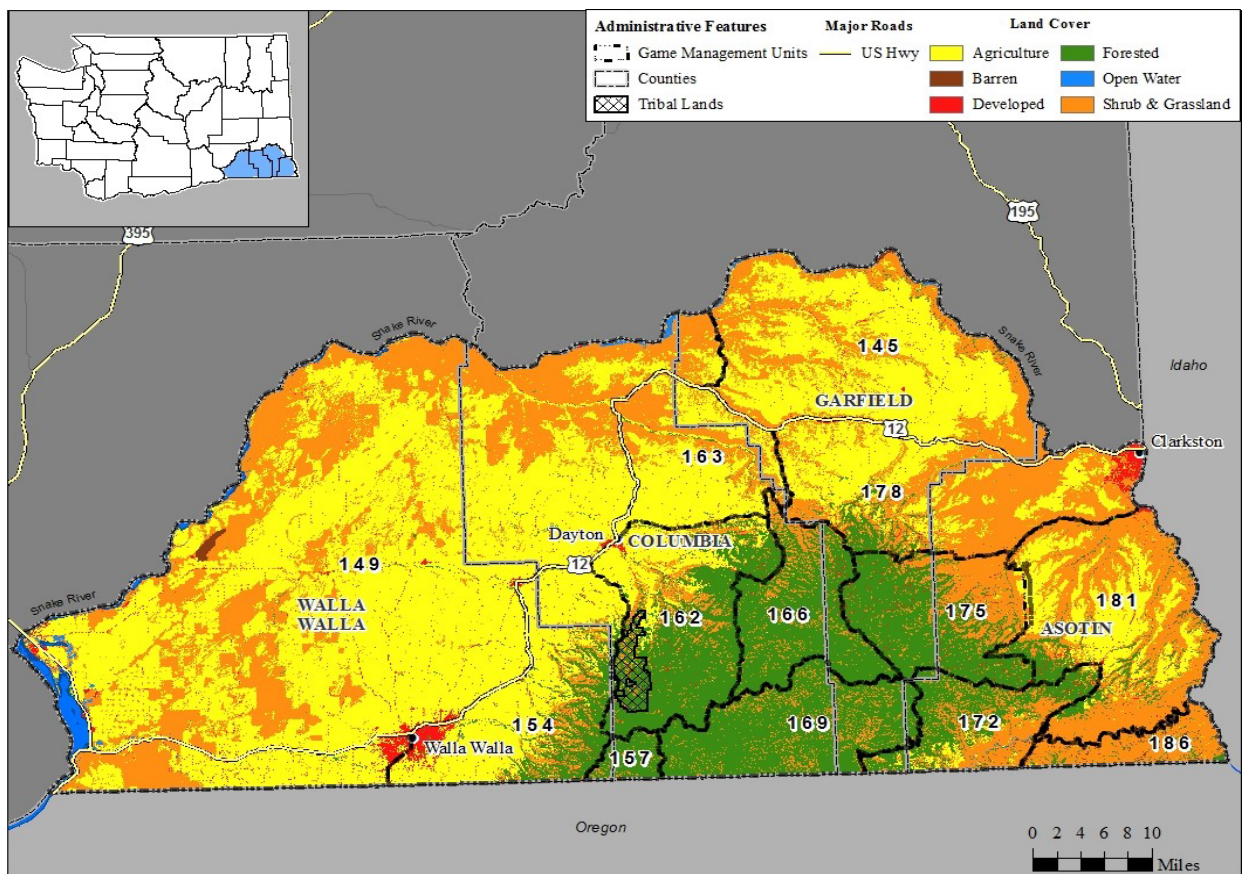 Administrative Features
Game Management Units
Counties
Tribal Lands
Major Roads
US Hwy
Land Cover
Agriculture
Barren
Developed
Forested
Open Water
Shrub & Grassland
395
195
Snake River
Snake River
Idaho
145
GARFIELD
12
Clarkston
163
178
Dayton
COLUMBIA
12
149
Snake River
WALLA
WALLA
162
166
175
181
ASOTIN
154
Walla Walla
157
169
172
186
Oregon
0 2 4 6 8 10
Miles